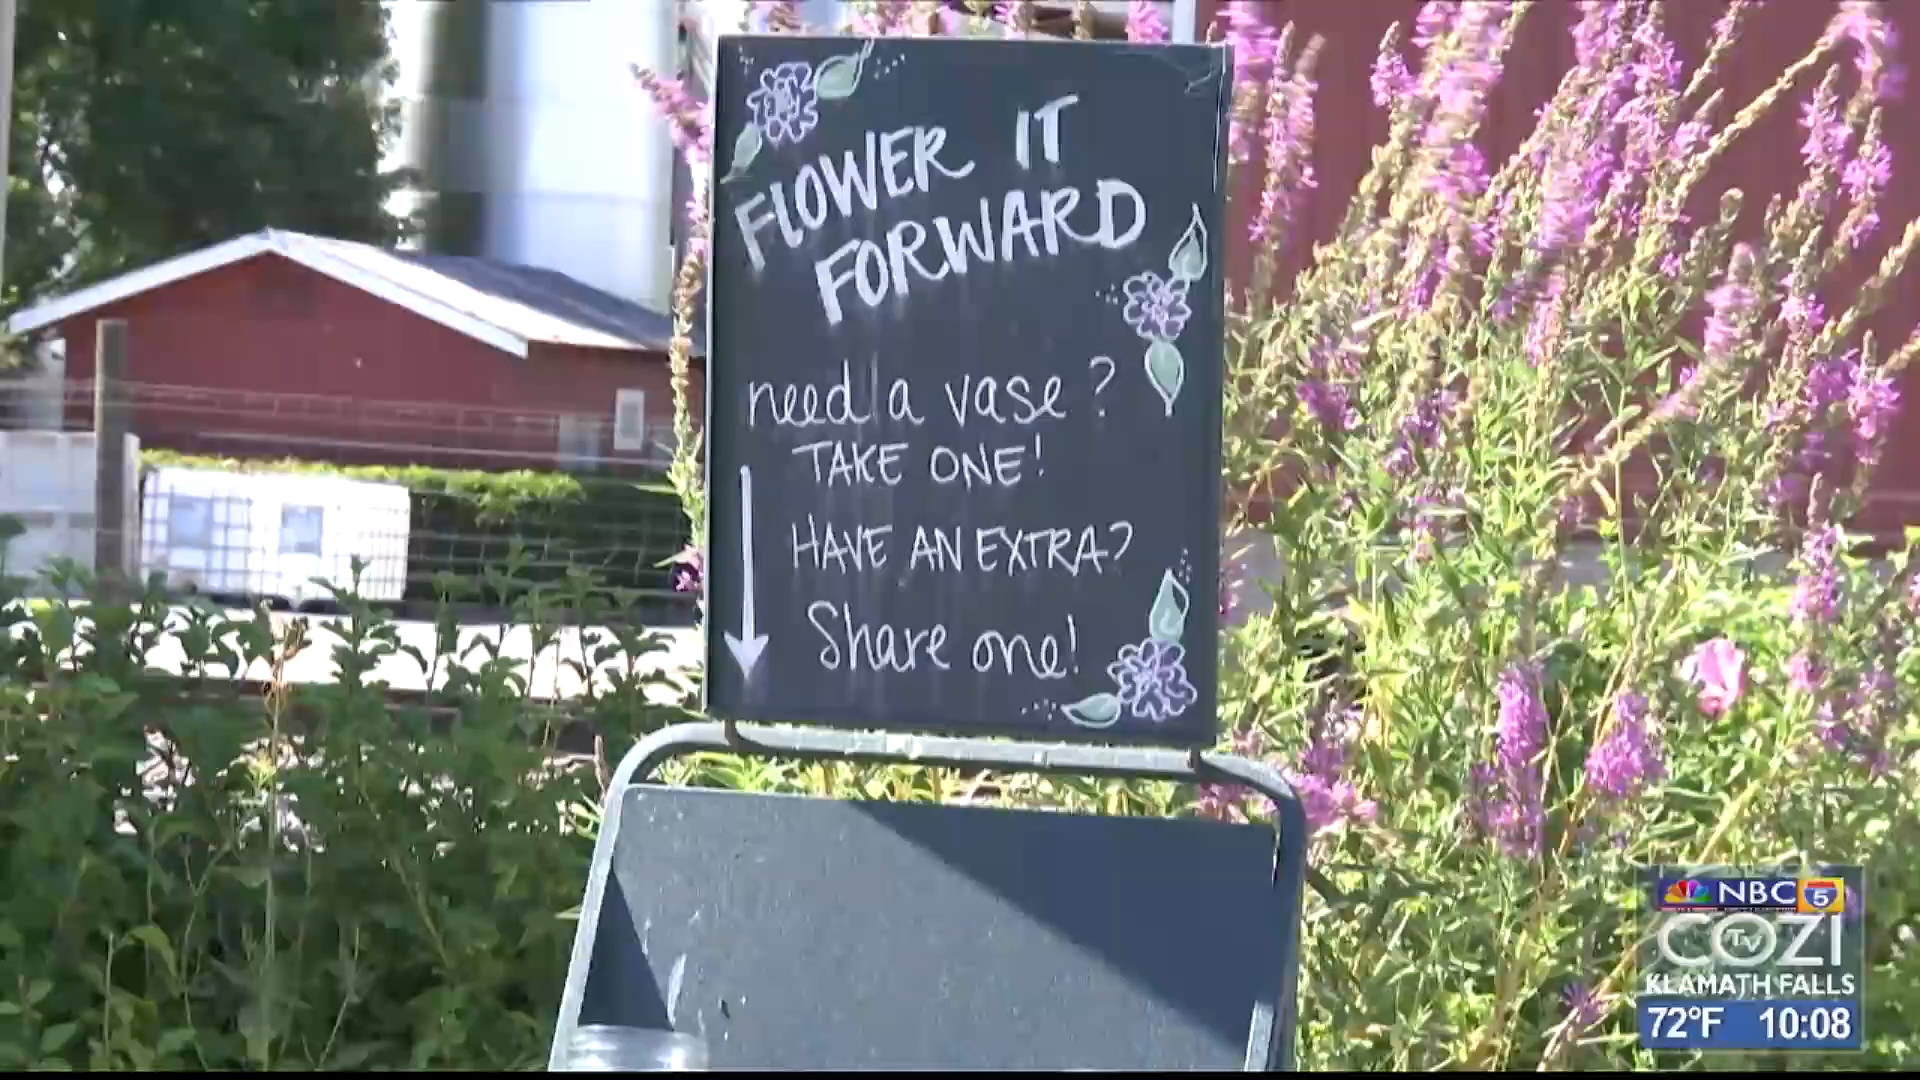 FLOWER IT
FORWARD
need a vase?
TAKE ONE!
HAVE AN EXTRA?
Share one!
NBC 5
COZI
TV
KLAMATH FALLS
72°F 10:08